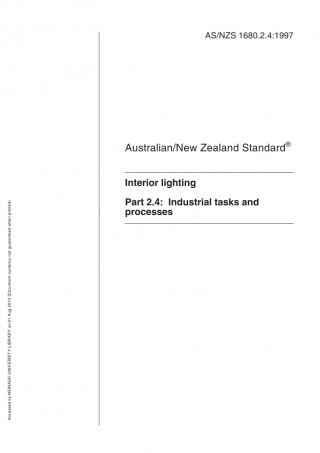 AS/NZS 1680.2.4:1997
Australian/New Zealand Standard®
Interior lighting
Part 2.4: Industrial tasks and
processes
Accessed by MONASH UNIVERSITY LIBRARY on 21 Aug 2013 (Document currency not guaranteed when printed)